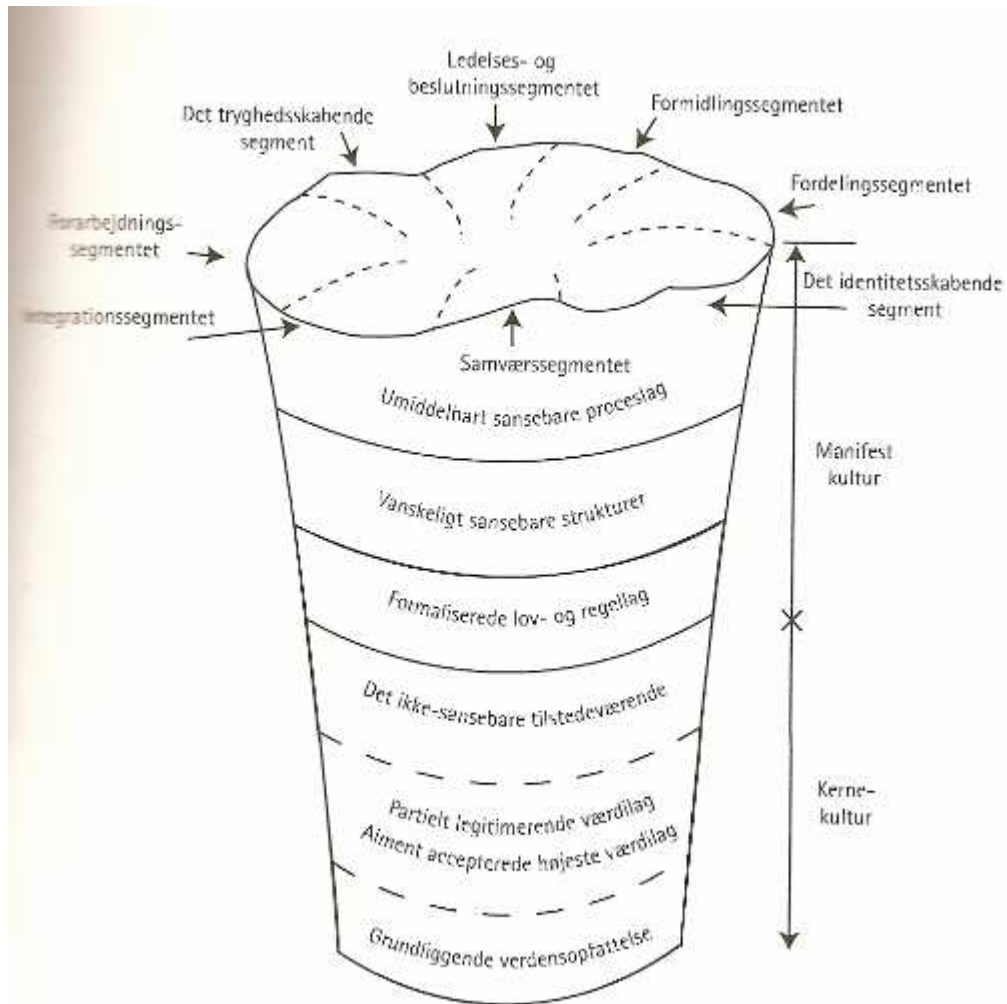 Ledelses- og
beslutningssegmentet
Formidlingssegmentet
Det tryghedsskabende
segment
Fordelingssegmentet
Forarbejdnings-
segmentet
Det identitetsskabende
segment
Integrationssegmentet
Samværssegmentet
Umiddelbart sansebare proceslag
Manifest
kultur
Vanskeligt sansebare strukturer
Formaliserede lov- og regellag
Det ikke-sansebare tilstedeværende
Kerne-
kultur
Partielt legitimerende værdilag
Alment accepterede højeste værdilag
Grundliggende verdensopfattelse